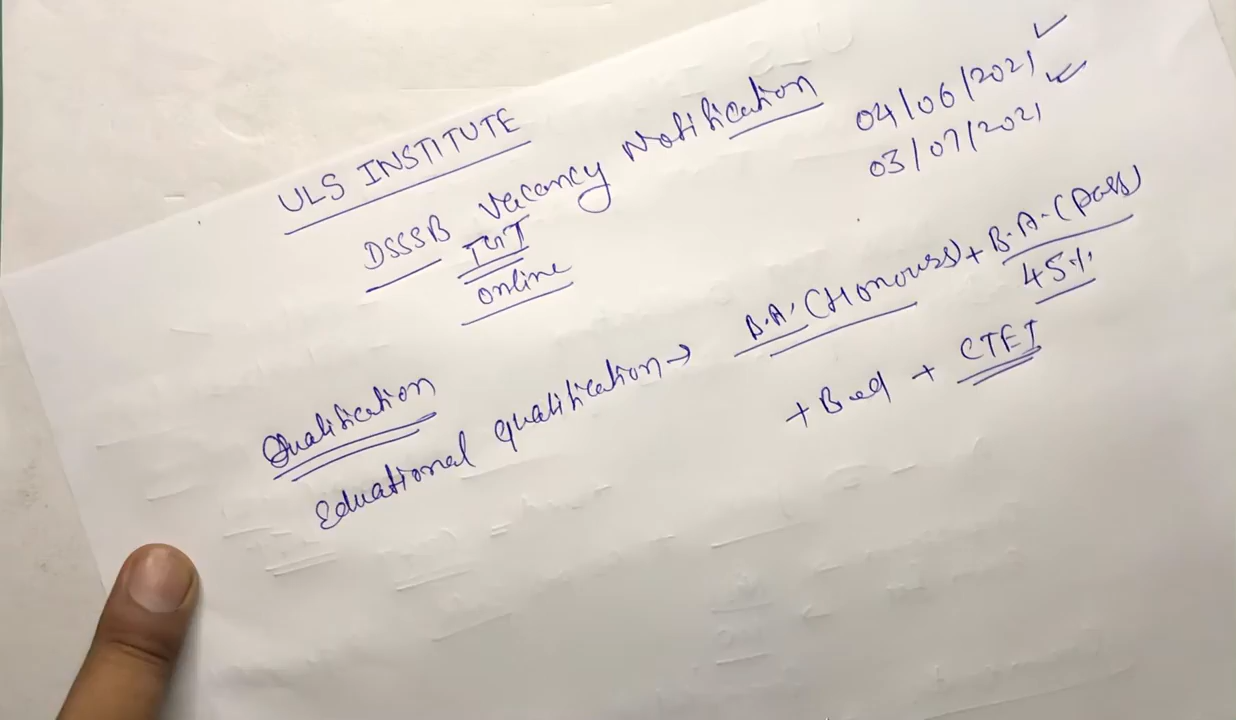 ULS INSTITUTE
DSSSB Vacancy Notification
TGT
online
04/06/2021
03/07/2021
Qualification
Eduational qualification → B.A. (Honours) + B.A. (pass)
45%
+ B.ed + CTET